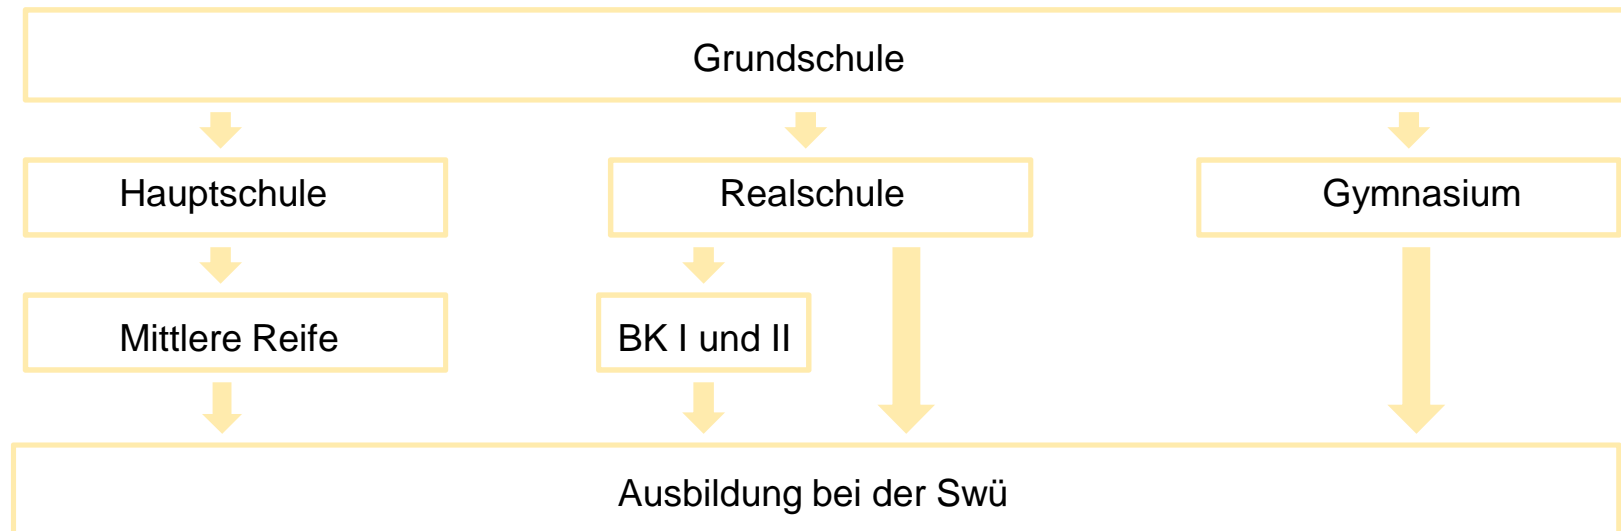 Grundschule
Hauptschule
Realschule
Gymnasium
Mittlere Reife
BK I und II
Ausbildung bei der Swü